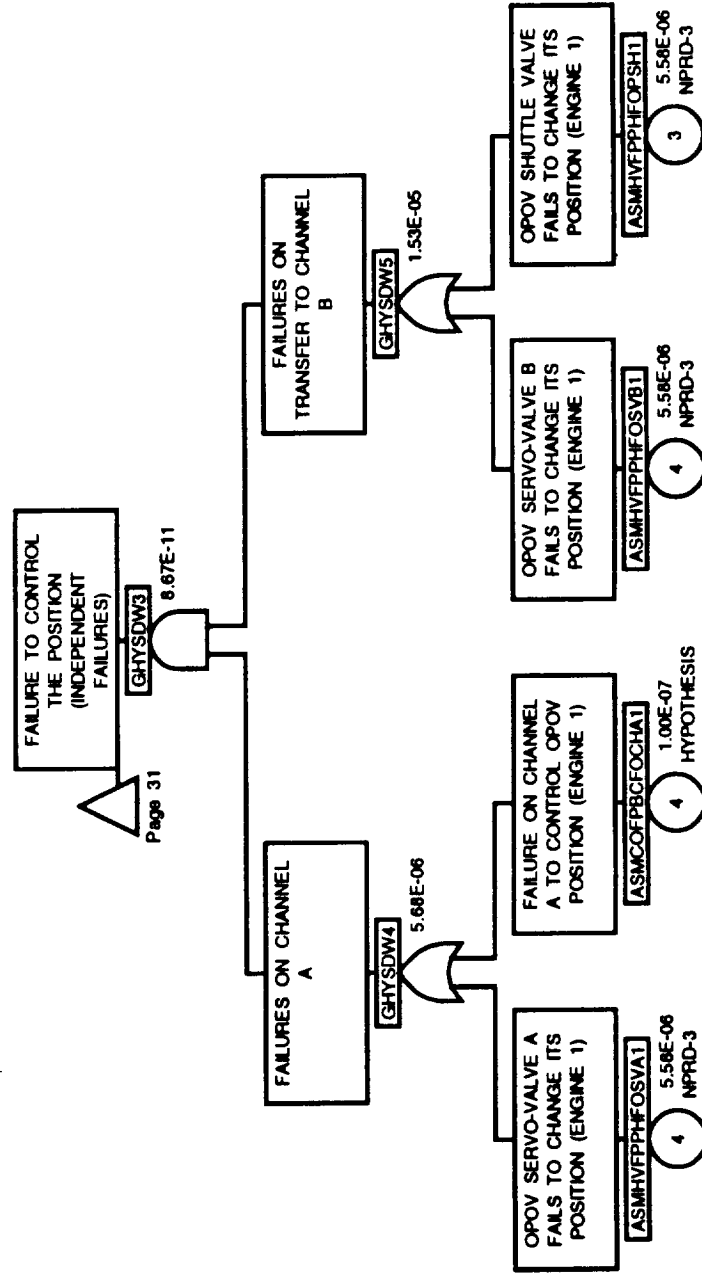 FAILURE TO CONTROL
THE POSITION
(INDEPENDENT
FAILURES)
GHYSDW3
8.67E-11
Page 31
FAILURES ON CHANNEL
A
GHYSDW4
5.68E-06
FAILURES ON
TRANSFER TO CHANNEL
B
GHYSDW5
1.53E-05
OPOV SERVO-VALVE A
FAILS TO CHANGE ITS
POSITION (ENGINE 1)
ASMHVFPPHFOSVA1
4
5.58E-06
NPRD-3
FAILURE ON CHANNEL
A TO CONTROL OPOV
POSITION (ENGINE 1)
ASMCOFPBCFOCHA1
4
1.00E-07
HYPOTHESIS
OPOV SERVO-VALVE B
FAILS TO CHANGE ITS
POSITION (ENGINE 1)
ASMHVFPPHFOSVB1
4
5.58E-06
NPRD-3
OPOV SHUTTLE VALVE
FAILS TO CHANGE ITS
POSITION (ENGINE 1)
ASMHVFPPHFOPSH1
3
5.58E-06
NPRD-3